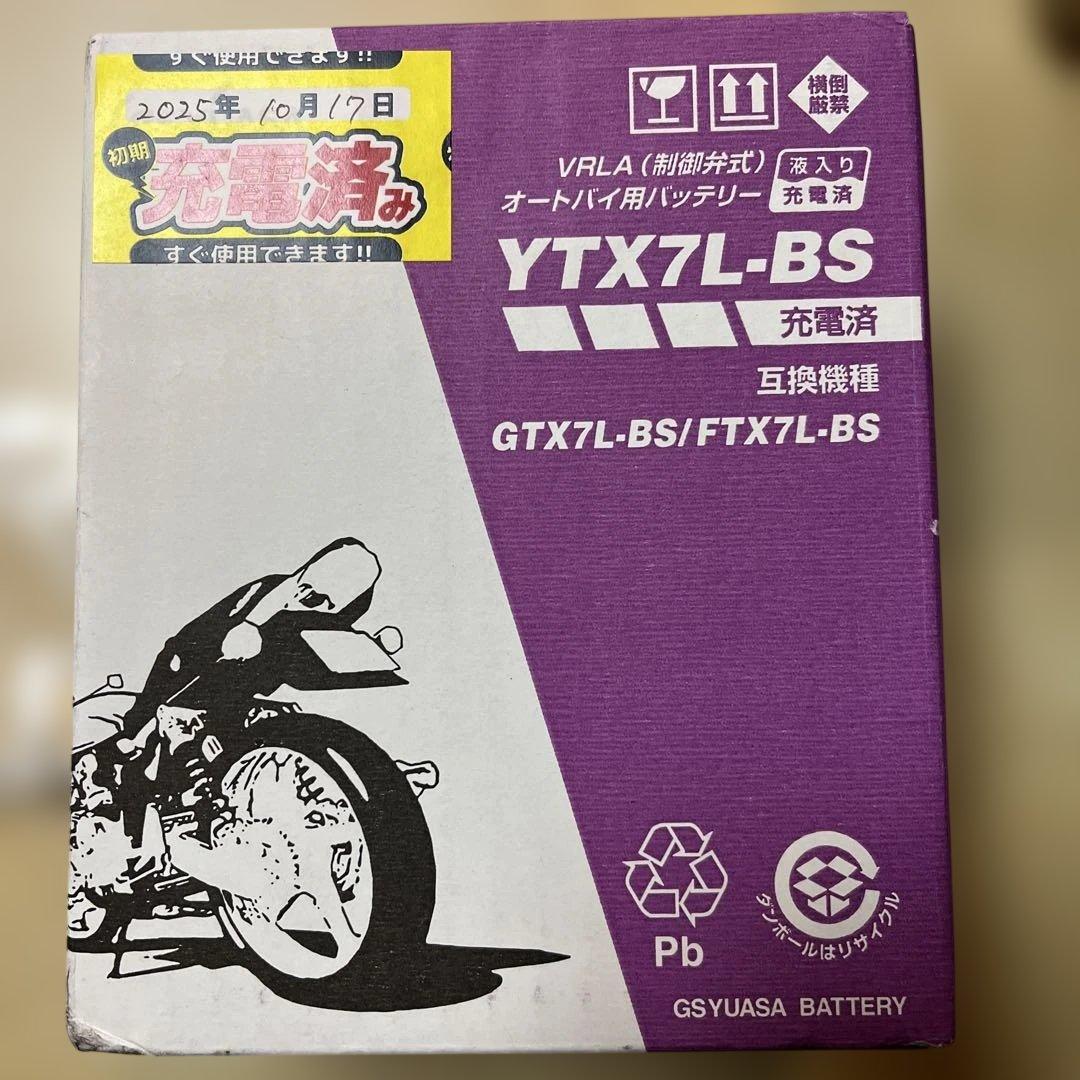 すぐ使用できます!!
2025年 10月17日
初期
充電済み
すぐ使用できます!!
横倒
厳禁
VRLA(制御弁式)
オートバイ用バッテリー
液入り
充電済
YTX7L-BS
充電済
互換機種
GTX7L-BS/FTX7L-BS
Pb
ダンボールはリサイクル
GSYUASA BATTERY